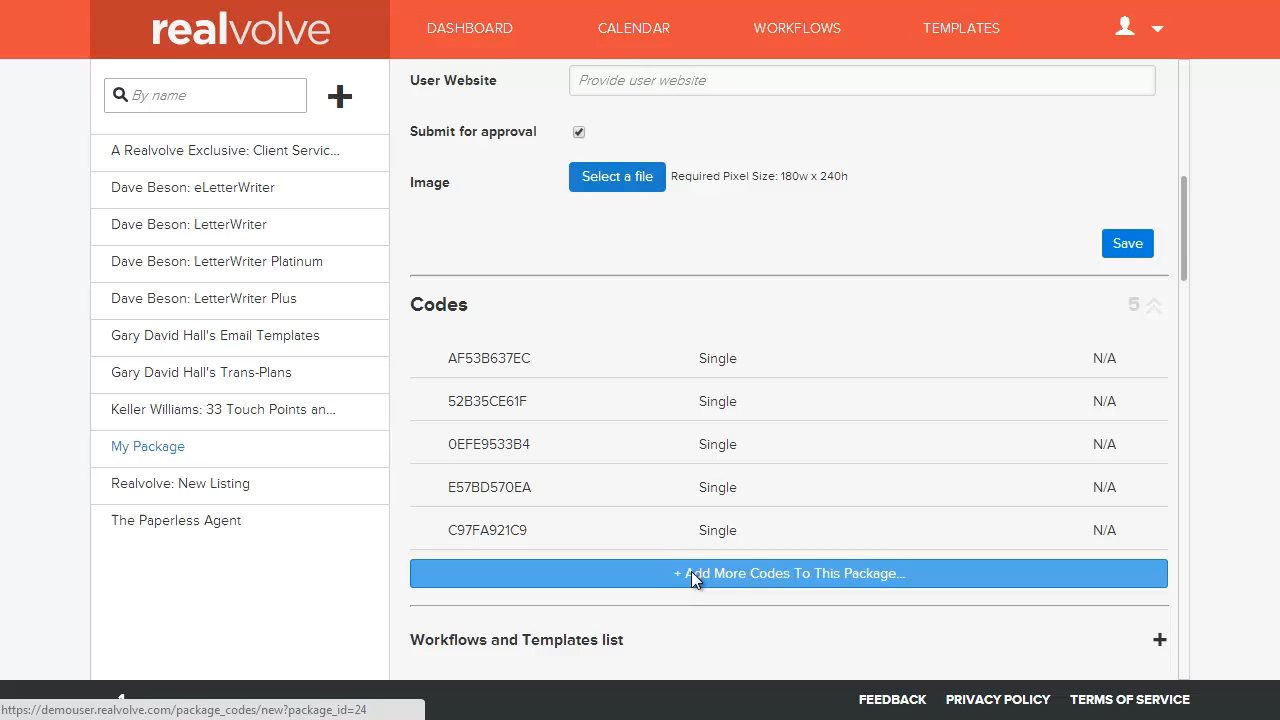 realvolve
DASHBOARD
CALENDAR
WORKFLOWS
TEMPLATES
By name
A Realvolve Exclusive: Client Servic...
Dave Beson: eLetterWriter
Dave Beson: LetterWriter
Dave Beson: LetterWriter Platinum
Dave Beson: LetterWriter Plus
Gary David Hall's Email Templates
Gary David Hall's Trans-Plans
Keller Williams: 33 Touch Points an...
My Package
Realvolve: New Listing
The Paperless Agent
User Website
Provide user website
Submit for approval
Image
Select a file
Required Pixel Size: 180w x 240h
Save
Codes
5
AF53B637EC Single N/A
52B35CE61F Single N/A
0EFE9533B4 Single N/A
E57BD570EA Single N/A
C97FA921C9 Single N/A
+ Add More Codes To This Package...
Workflows and Templates list
FEEDBACK
PRIVACY POLICY
TERMS OF SERVICE
https://demouser.realvolve.com/package_codes/new?package_id=24